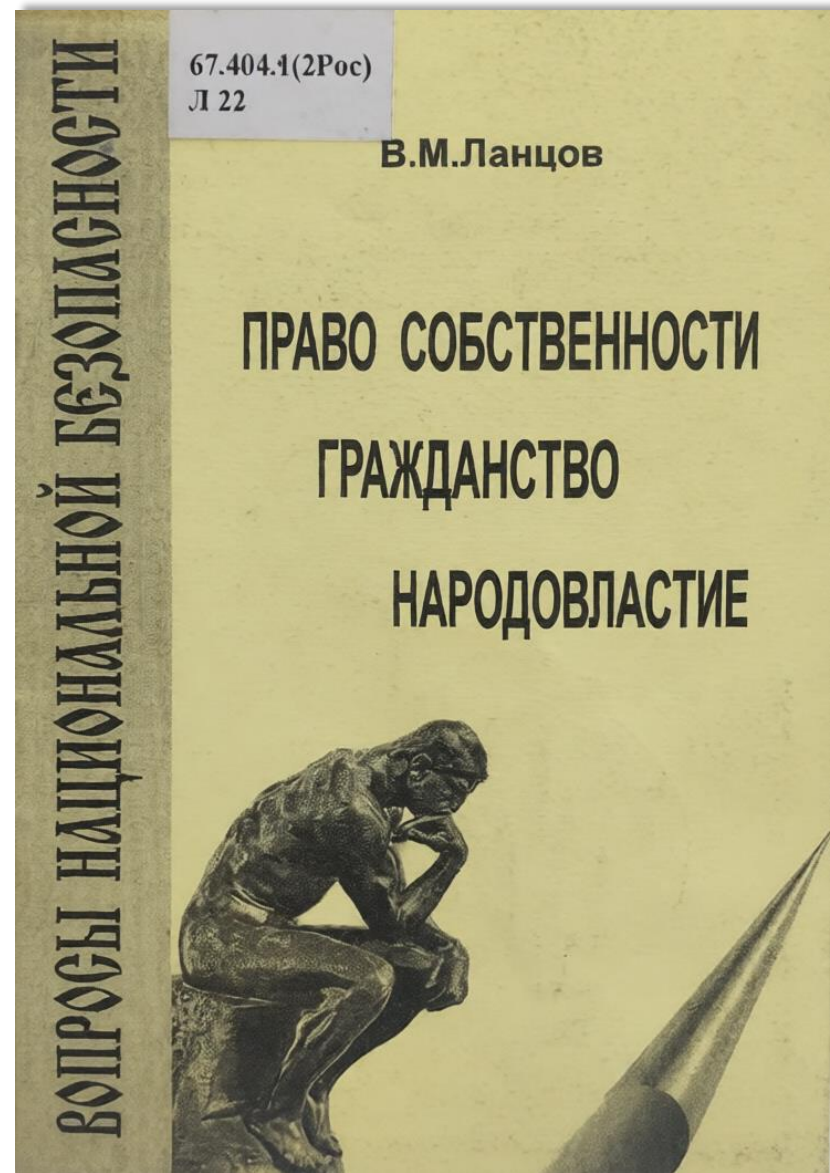 67.404.1(2Рос)
Л 22
В.М.Ланцов
ПРАВО СОБСТВЕННОСТИ
ГРАЖДАНСТВО
НАРОДОВЛАСТИЕ
ВОПРОСЫ НАЦИОНАЛЬНОЙ БЕЗОПАСНОСТИ